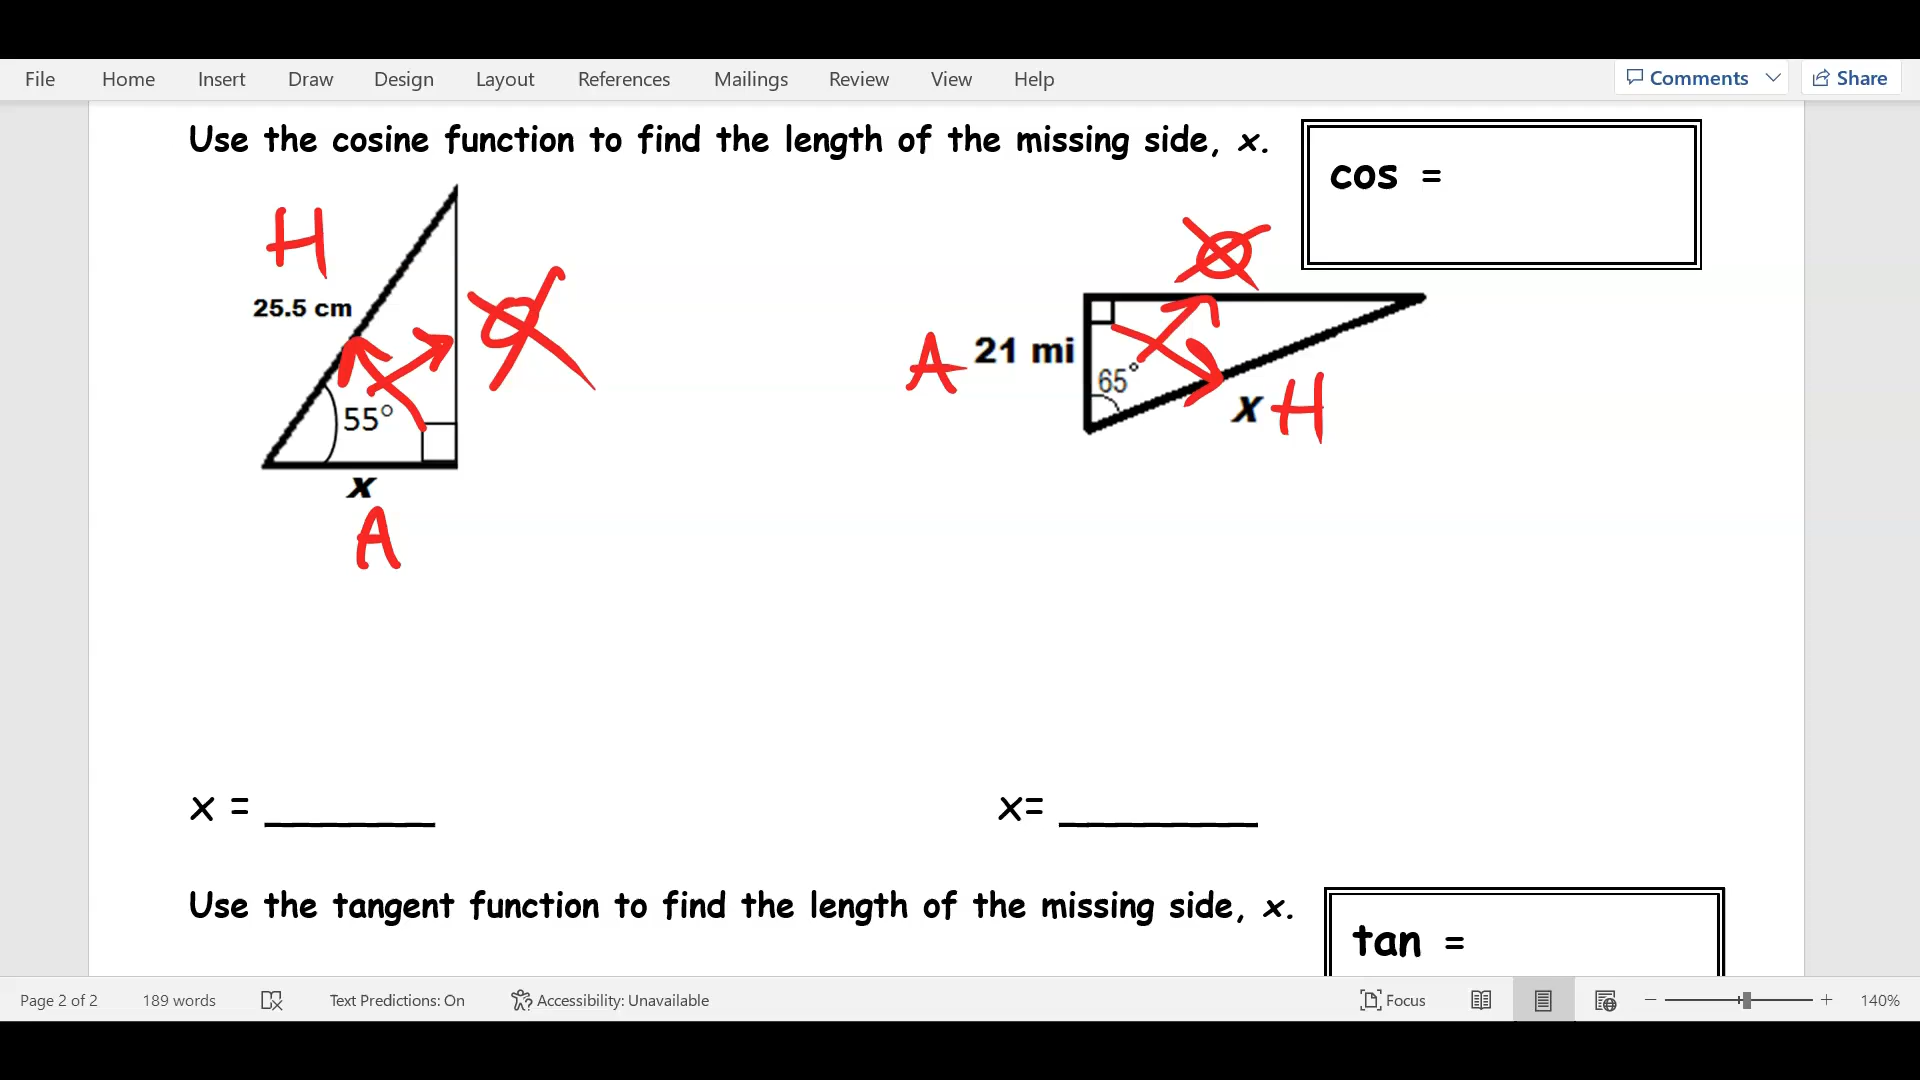 File Home Insert Draw Design Layout References Mailings Review View Help Comments Share
Use the cosine function to find the length of the missing side, x.
cos =
H
O
25.5 cm
O
A 21 mi
65°
x H
55°
x
A
x = ______
x= _______
Use the tangent function to find the length of the missing side, x.
tan =
Page 2 of 2 189 words Text Predictions: On Accessibility: Unavailable Focus 140%